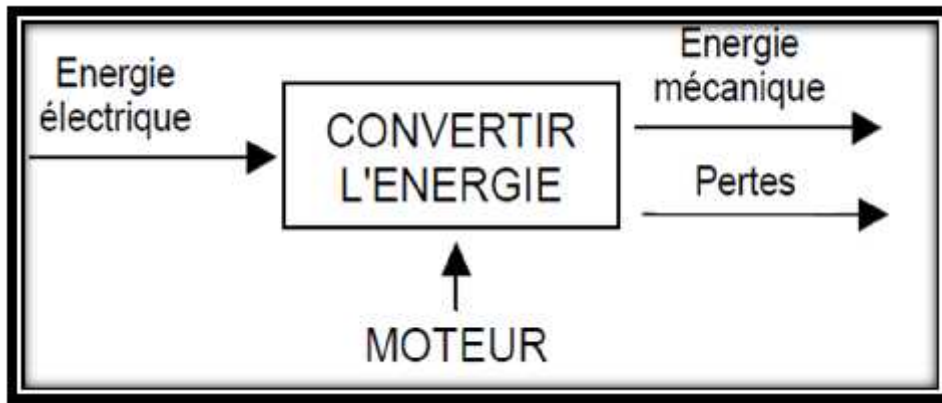 Energie
électrique
CONVERTIR
L'ENERGIE
Energie
mécanique
Pertes
MOTEUR